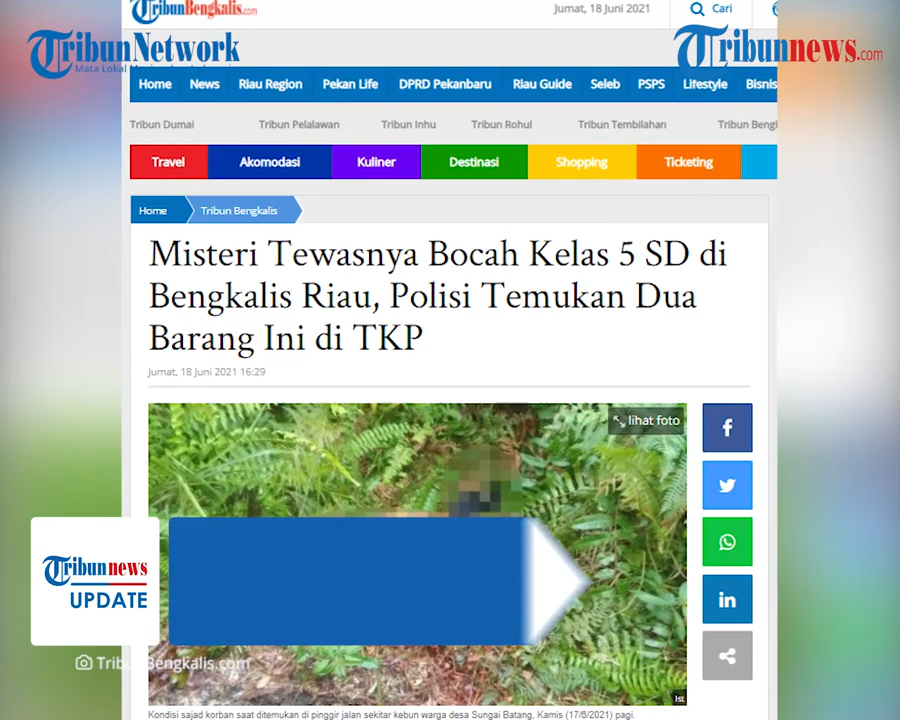 TribunBengkalis.com
Jumat, 18 Juni 2021
Cari
TribunNetwork
Mata Lokal
Tribunnews.com
Home News Riau Region Pekan Life DPRD Pekanbaru Riau Guide Seleb PSPS Lifestyle Bisnis
Tribun Dumai Tribun Pelalawan Tribun Inhu Tribun Rohul Tribun Tembilahan Tribun Bengkal
Travel Akomodasi Kuliner Destinasi Shopping Ticketing
Home Tribun Bengkalis
Misteri Tewasnya Bocah Kelas 5 SD di
Bengkalis Riau, Polisi Temukan Dua
Barang Ini di TKP
Jumat, 18 Juni 2021 16:29
lihat foto
Tribunnews
UPDATE
TribunBengkalis.com
Ist
Kondisi sajad korban saat ditemukan di pinggir jalan sekitar kebun warga desa Sungai Batang, Kamis (17/6/2021) pagi.